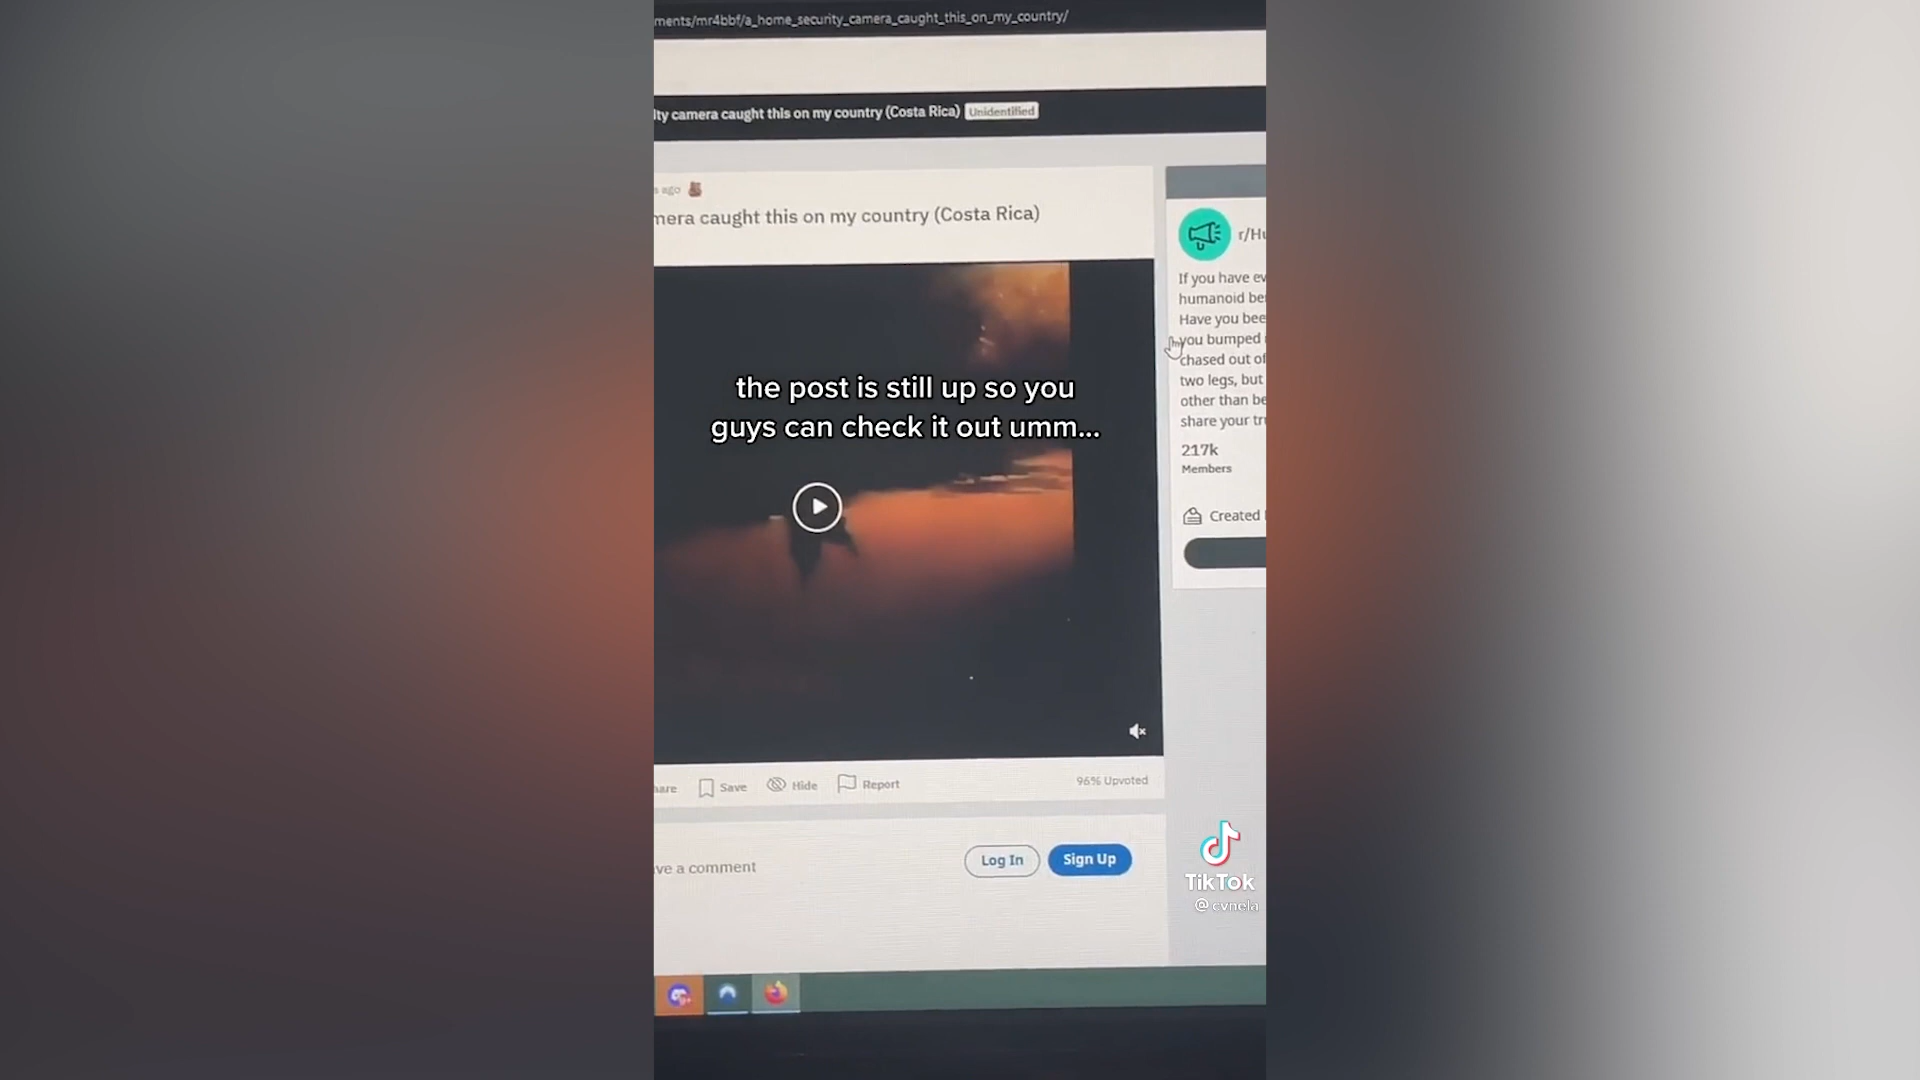 ments/mr4bbf/a_home_security_camera_caught_this_on_my_country/
ity camera caught this on my country (Costa Rica) Unidentified
s ago
mera caught this on my country (Costa Rica)
r/Hu
If you have ev
humanoid be
Have you bee
you bumped
chased out of
two legs, but
other than be
share your tr
217k
Members
Created
the post is still up so you
guys can check it out umm...
hare Save Hide Report 96% Upvoted
ve a comment Log In Sign Up
TikTok
@cvnela